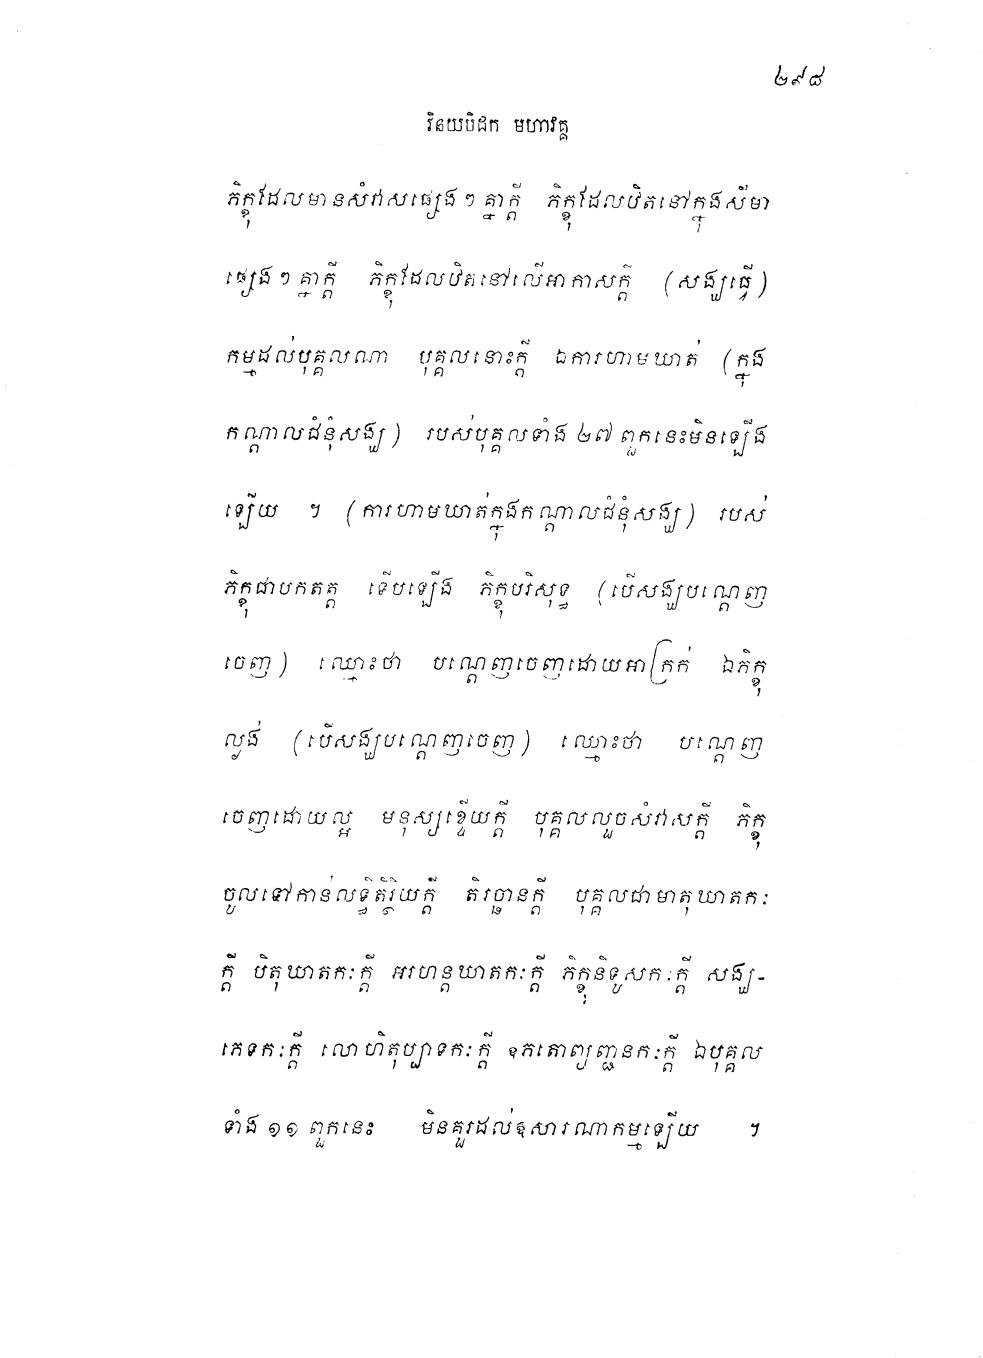 ២៩៨
វិនយបិដក មហាវគ្គ
ភិក្ខុដែលមានសំវាសផ្សេងៗគ្នាក្តី ភិក្ខុដែលឋិតនៅក្នុងសីមា
ផ្សេងៗគ្នាក្តី ភិក្ខុដែលឋិតនៅលើអាកាសក្តី (សង្ឃធ្វើ)
កម្មដល់បុគ្គលណា បុគ្គលនោះក្តី ឯការហាមឃាត់ (ក្នុង
កណ្តាលជំនុំសង្ឃ) របស់បុគ្គលទាំង ២៧ ពួកនេះមិនឡើង
ឡើយ ។ (ការហាមឃាត់ក្នុងកណ្តាលជំនុំសង្ឃ) របស់
ភិក្ខុជាបកតត្ត ទើបឡើង ភិក្ខុបរិសុទ្ធ (បើសង្ឃបណ្តេញ
ចេញ) ឈ្មោះថា បណ្តេញចេញដោយអាក្រក់ ឯភិក្ខុ
ល្ងង់ (បើសង្ឃបណ្តេញចេញ) ឈ្មោះថា បណ្តេញ
ចេញដោយល្អ មនុស្សខ្ទើយក្តី បុគ្គលលួចសំវាសក្តី ភិក្ខុ
ចូលទៅកាន់លទ្ធិតិរ្ថិយក្តី តិរច្ឆានក្តី បុគ្គលជាមាតុឃាតកៈ
ក្តី បិតុឃាតកៈក្តី អរហន្តឃាតកៈក្តី ភិក្ខុនិទូសកៈក្តី សង្ឃ-
ភេទកៈក្តី លោហិតុប្បាទកៈក្តី ឧភតោព្យញ្ជនកៈក្តី ឯបុគ្គល
ទាំង ១១ ពួកនេះ មិនគួរដល់ឧសារណាកម្មឡើយ ។